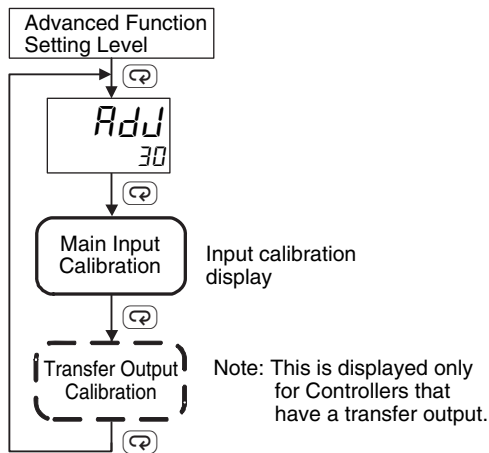 Advanced Function
Setting Level
AdJ
30
Main Input
Calibration
Input calibration
display
Transfer Output
Calibration
Note: This is displayed only
for Controllers that
have a transfer output.